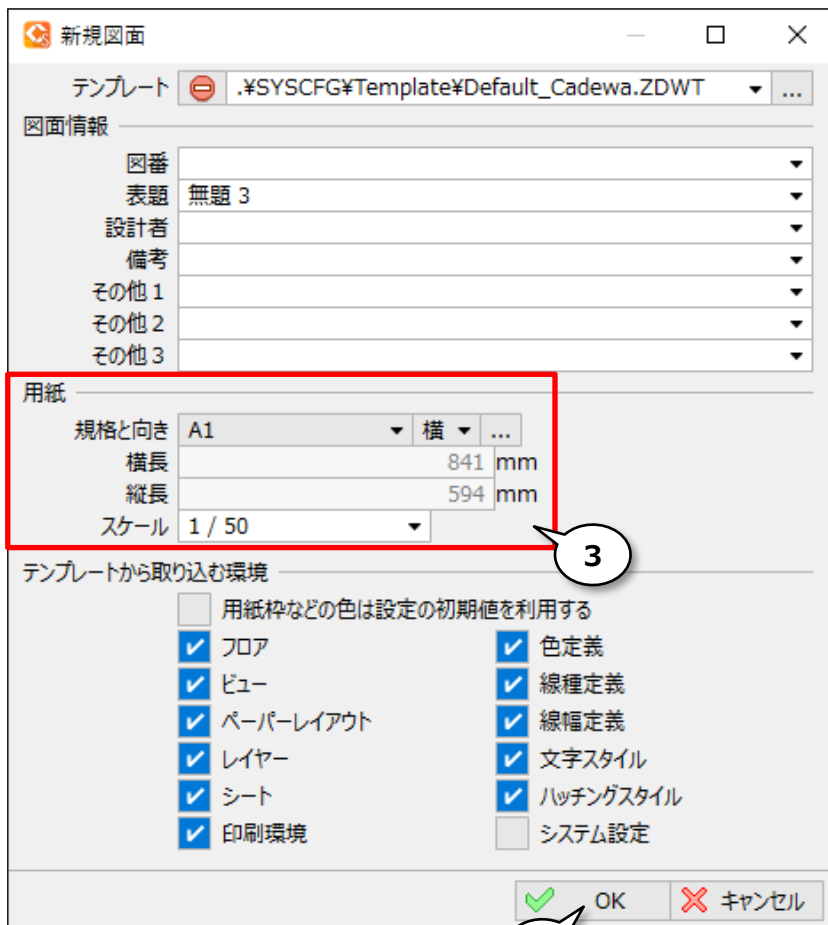 新規図面
テンプレート .¥SYSCFG¥Template¥Default_Cadewa.ZDWT ...
図面情報
図番
表題 無題 3
設計者
備考
その他 1
その他 2
その他 3
用紙
規格と向き A1 横 ...
横長 841 mm
縦長 594 mm
スケール 1 / 50
3
テンプレートから取り込む環境
用紙枠などの色は設定の初期値を利用する
フロア 色定義
ビュー 線種定義
ペーパーレイアウト 線幅定義
レイヤー 文字スタイル
シート ハッチングスタイル
印刷環境 システム設定
OK キャンセル